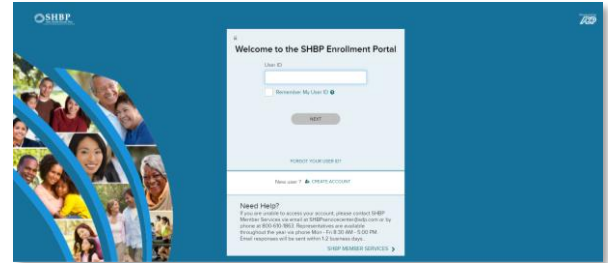 SHBP
ADP
Welcome to the SHBP Enrollment Portal
User ID
Remember My User ID
NEXT
FORGOT YOUR USER ID?
New user ? CREATE ACCOUNT
Need Help?
If you are unable to access your account, please contact SHBP
Member Services via email at SHBPservicecenter@adp.com or by
phone at 800-610-1863. Representatives are available
throughout the year via phone Mon - Fri 8:30 AM - 5:00 PM.
Email responses will be sent within 1-2 business days.
SHBP MEMBER SERVICES